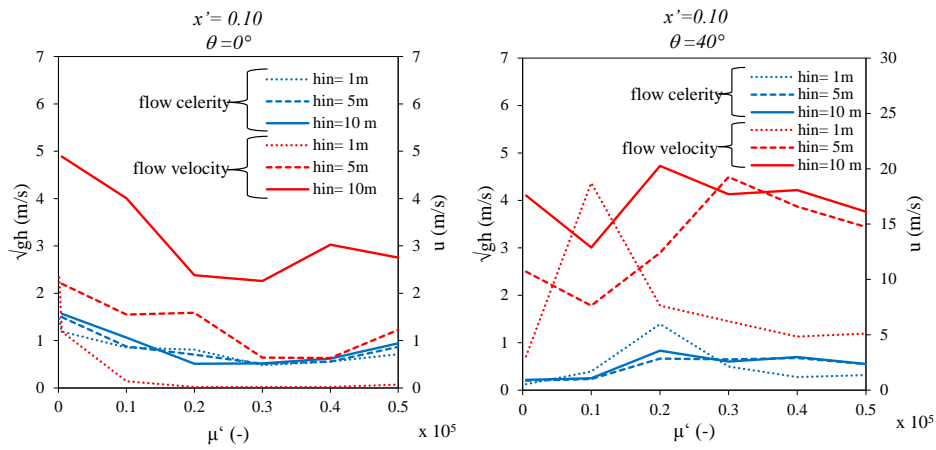 x’= 0.10
θ =0°
7
6
5
4
3
2
1
0
√gh (m/s)
7
6
5
4
3
2
1
0
u (m/s)
flow celerity
hin= 1m
hin= 5m
hin=10 m
flow velocity
hin= 1m
hin= 5m
hin= 10m
0 0.1 0.2 0.3 0.4 0.5
μ‘ (-)
x 10⁵
x’=0.10
θ =40°
7
6
5
4
3
2
1
0
√gh (m/s)
30
25
20
15
10
5
0
u (m/s)
flow celerity
hin= 1m
hin= 5m
hin=10 m
flow velocity
hin= 1m
hin= 5m
hin=10 m
0 0.1 0.2 0.3 0.4 0.5
μ‘ (-)
x 10⁵